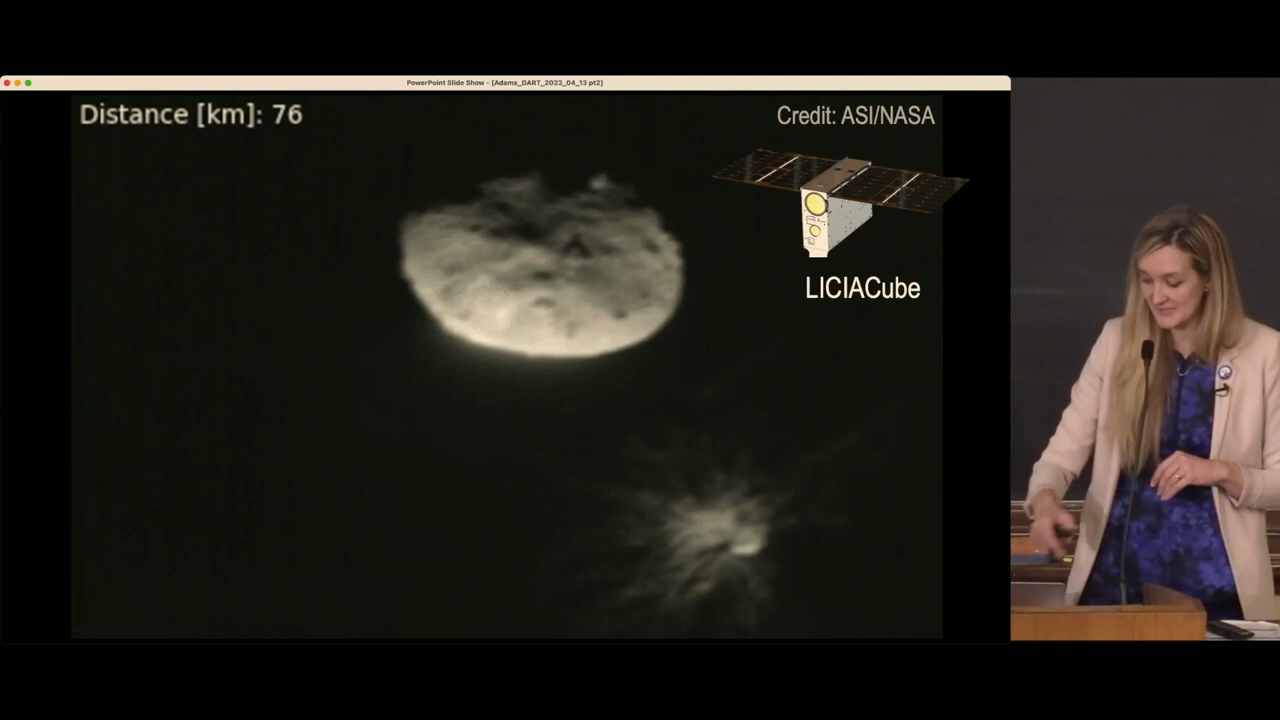 PowerPoint Slide Show - [Adams_DART_2023_04_13 pt2]
Distance [km]: 76
Credit: ASI/NASA
LICIACube